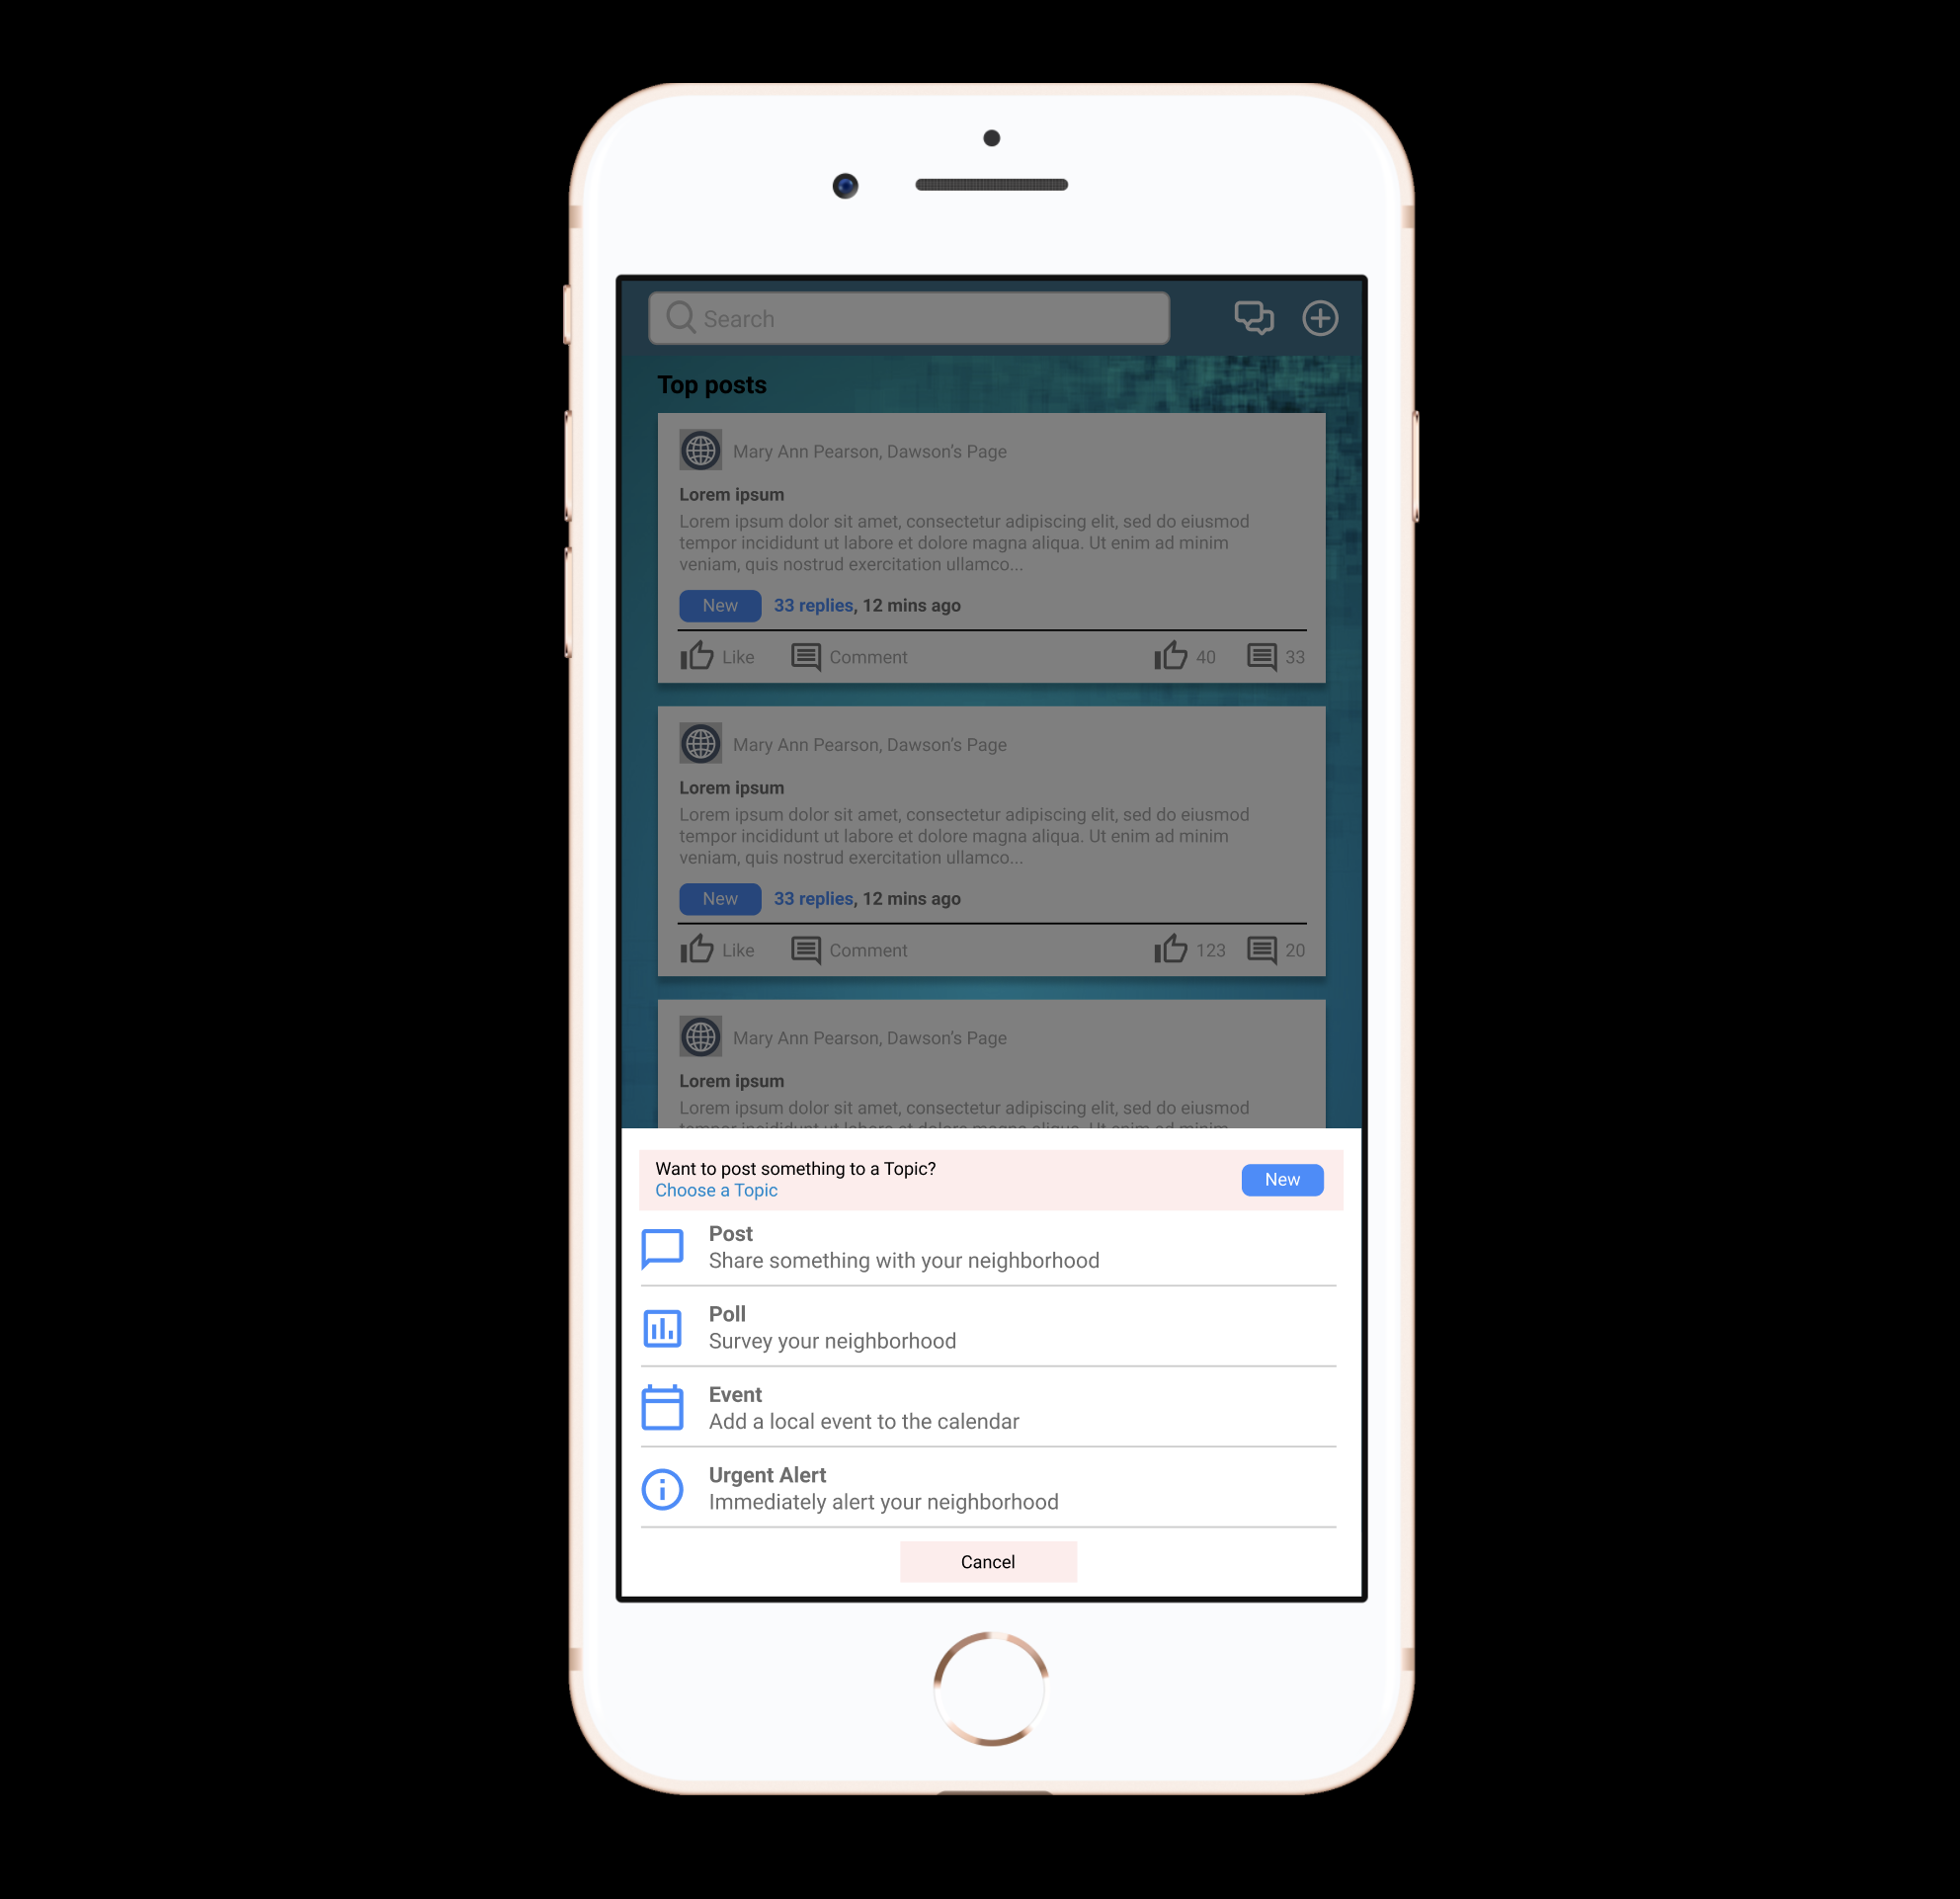 Search
Top posts
Mary Ann Pearson, Dawson's Page
Lorem ipsum
Lorem ipsum dolor sit amet, consectetur adipiscing elit, sed do eiusmod
tempor incididunt ut labore et dolore magna aliqua. Ut enim ad minim
veniam, quis nostrud exercitation ullamco...
New 33 replies, 12 mins ago
Like Comment 40 33
Mary Ann Pearson, Dawson's Page
Lorem ipsum
Lorem ipsum dolor sit amet, consectetur adipiscing elit, sed do eiusmod
tempor incididunt ut labore et dolore magna aliqua. Ut enim ad minim
veniam, quis nostrud exercitation ullamco...
New 33 replies, 12 mins ago
Like Comment 123 20
Mary Ann Pearson, Dawson's Page
Lorem ipsum
Lorem ipsum dolor sit amet, consectetur adipiscing elit, sed do eiusmod
Want to post something to a Topic?
Choose a Topic
New
Post
Share something with your neighborhood
Poll
Survey your neighborhood
Event
Add a local event to the calendar
Urgent Alert
Immediately alert your neighborhood
Cancel